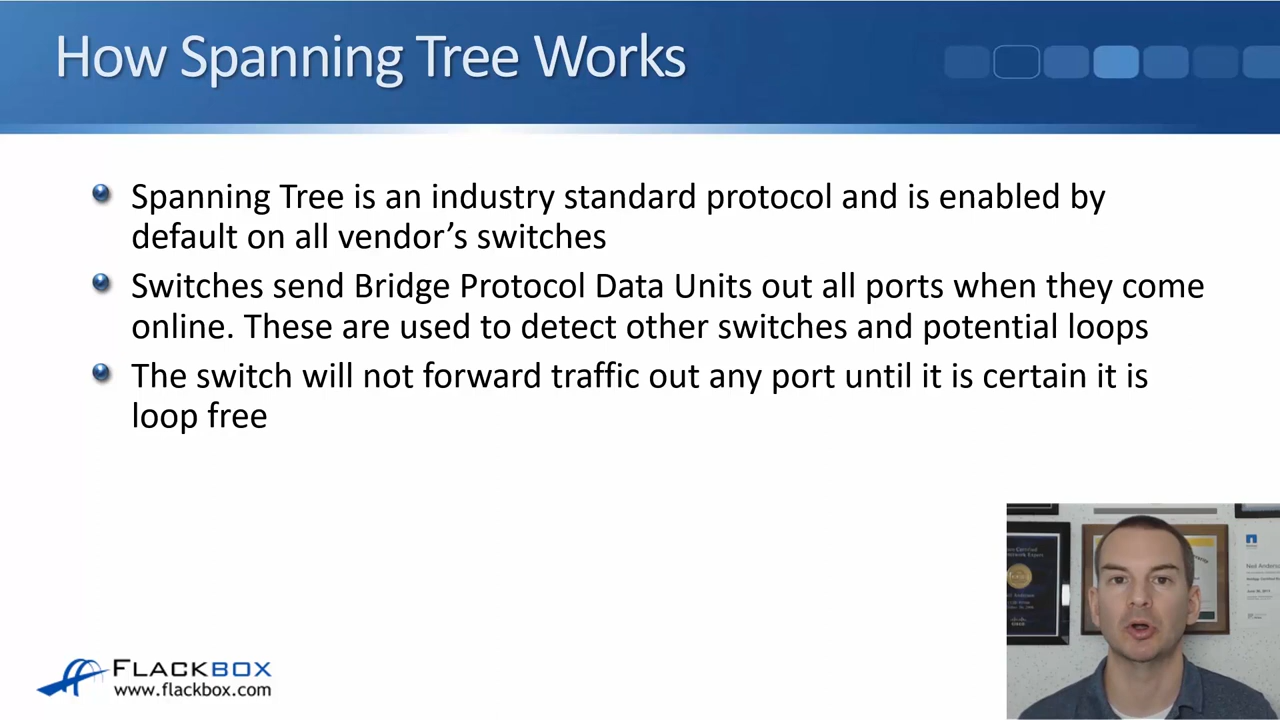 How Spanning Tree Works
Spanning Tree is an industry standard protocol and is enabled by
default on all vendor’s switches
Switches send Bridge Protocol Data Units out all ports when they come
online. These are used to detect other switches and potential loops
The switch will not forward traffic out any port until it is certain it is
loop free
FLACKBOX
www.flackbox.com